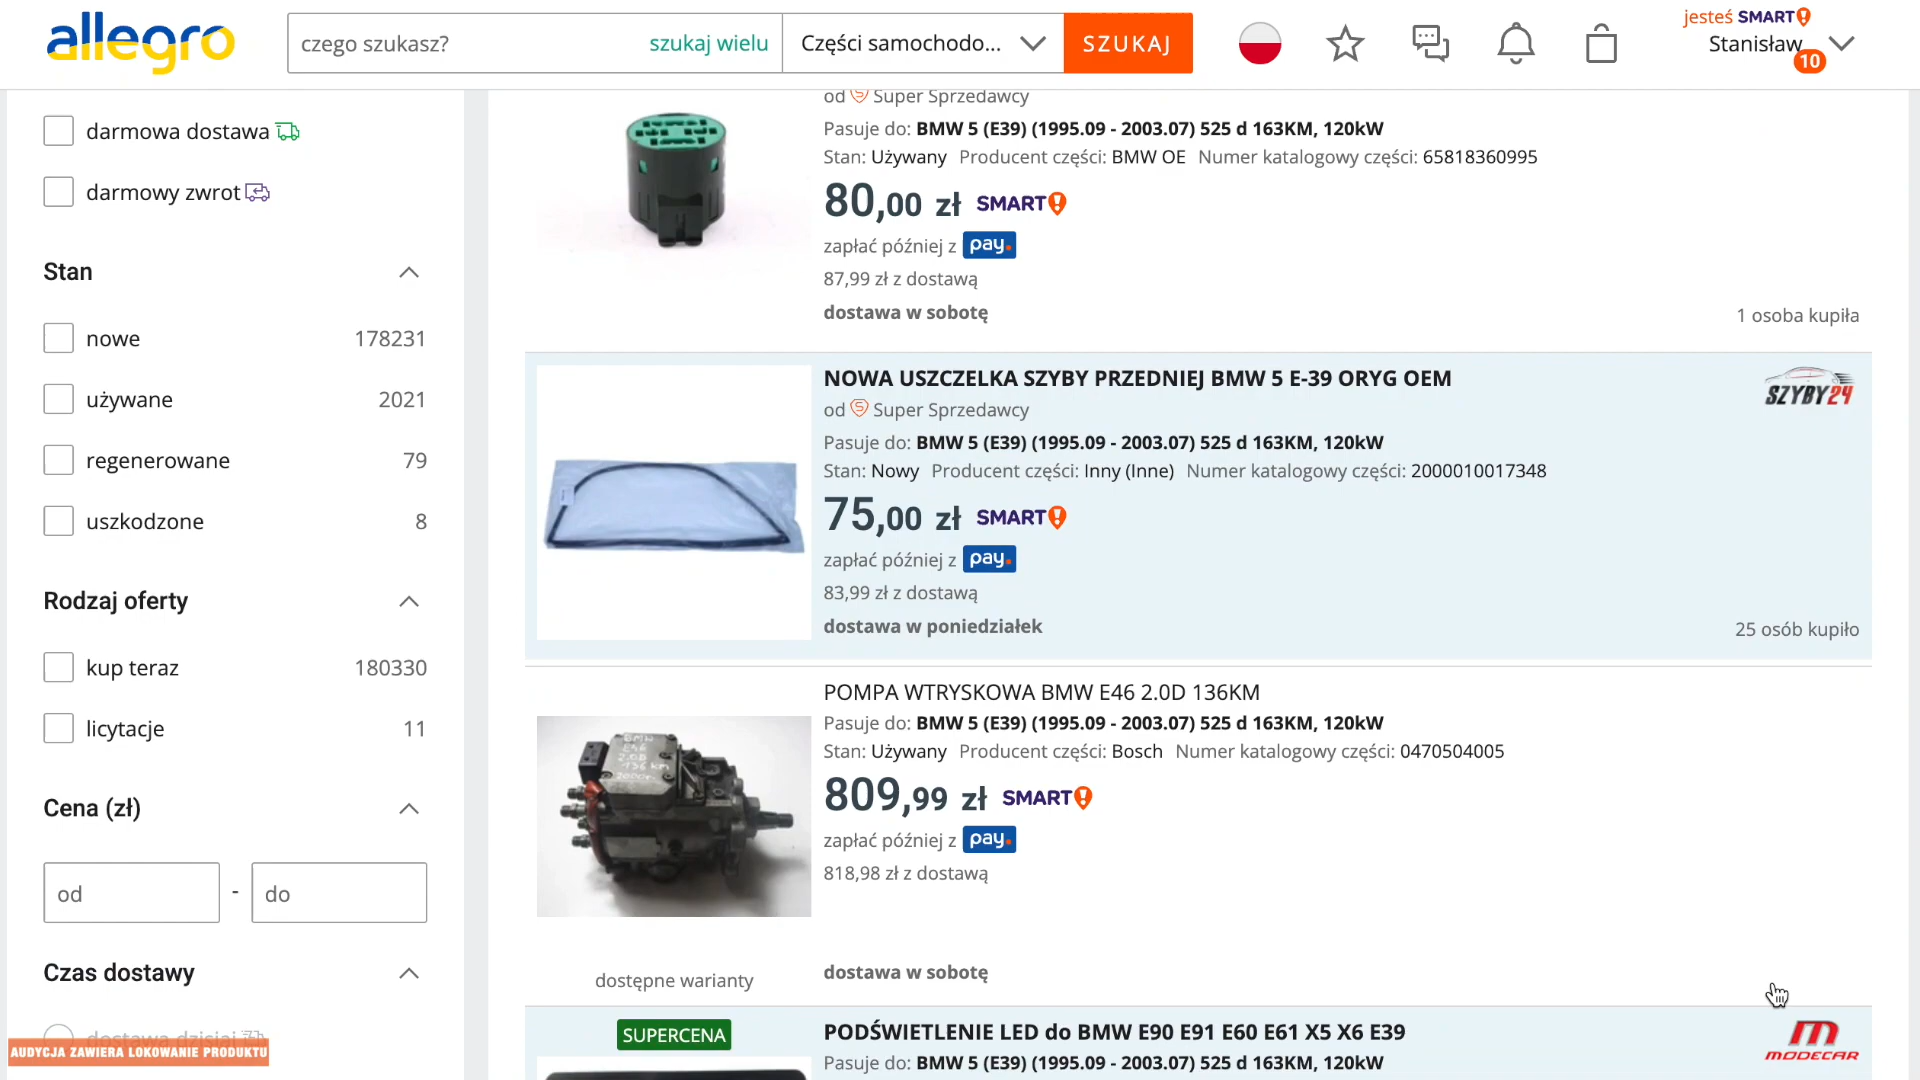 allegro
czego szukasz?
szukaj wielu
Części samochodo...
SZUKAJ
jesteś SMART!
Stanisław
10
darmowa dostawa
darmowy zwrot
Stan
nowe 178231
używane 2021
regenerowane 79
uszkodzone 8
Rodzaj oferty
kup teraz 180330
licytacje 11
Cena (zł)
od - do
Czas dostawy
dostawa dzisiaj
AUDYCJA ZAWIERA LOKOWANIE PRODUKTU
od Super Sprzedawcy
Pasuje do: BMW 5 (E39) (1995.09 - 2003.07) 525 d 163KM, 120kW
Stan: Używany Producent części: BMW OE Numer katalogowy części: 65818360995
80,00 zł SMART!
zapłać później z pay.
87,99 zł z dostawą
dostawa w sobotę
1 osoba kupiła
NOWA USZCZELKA SZYBY PRZEDNIEJ BMW 5 E-39 ORYG OEM
SZYBY24
od Super Sprzedawcy
Pasuje do: BMW 5 (E39) (1995.09 - 2003.07) 525 d 163KM, 120kW
Stan: Nowy Producent części: Inny (Inne) Numer katalogowy części: 2000010017348
75,00 zł SMART!
zapłać później z pay.
83,99 zł z dostawą
dostawa w poniedziałek
25 osób kupiło
POMPA WTRYSKOWA BMW E46 2.0D 136KM
Pasuje do: BMW 5 (E39) (1995.09 - 2003.07) 525 d 163KM, 120kW
Stan: Używany Producent części: Bosch Numer katalogowy części: 0470504005
809,99 zł SMART!
zapłać później z pay.
818,98 zł z dostawą
BMW
E46
2.0D
136 km
dostępne warianty
dostawa w sobotę
SUPERCENA
PODŚWIETLENIE LED do BMW E90 E91 E60 E61 X5 X6 E39
MODECAR
Pasuje do: BMW 5 (E39) (1995.09 - 2003.07) 525 d 163KM, 120kW